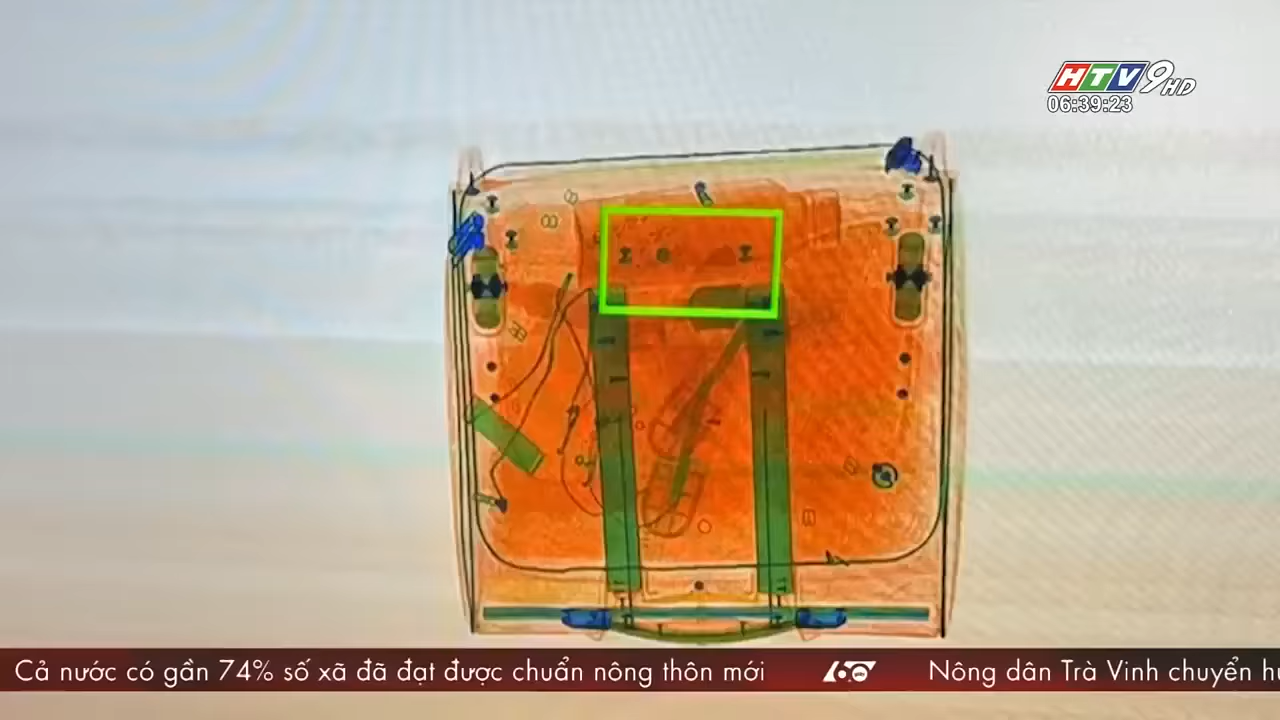 HTV9HD
06:39:23
Cả nước có gần 74% số xã đã đạt được chuẩn nông thôn mới
Nông dân Trà Vinh chuyển